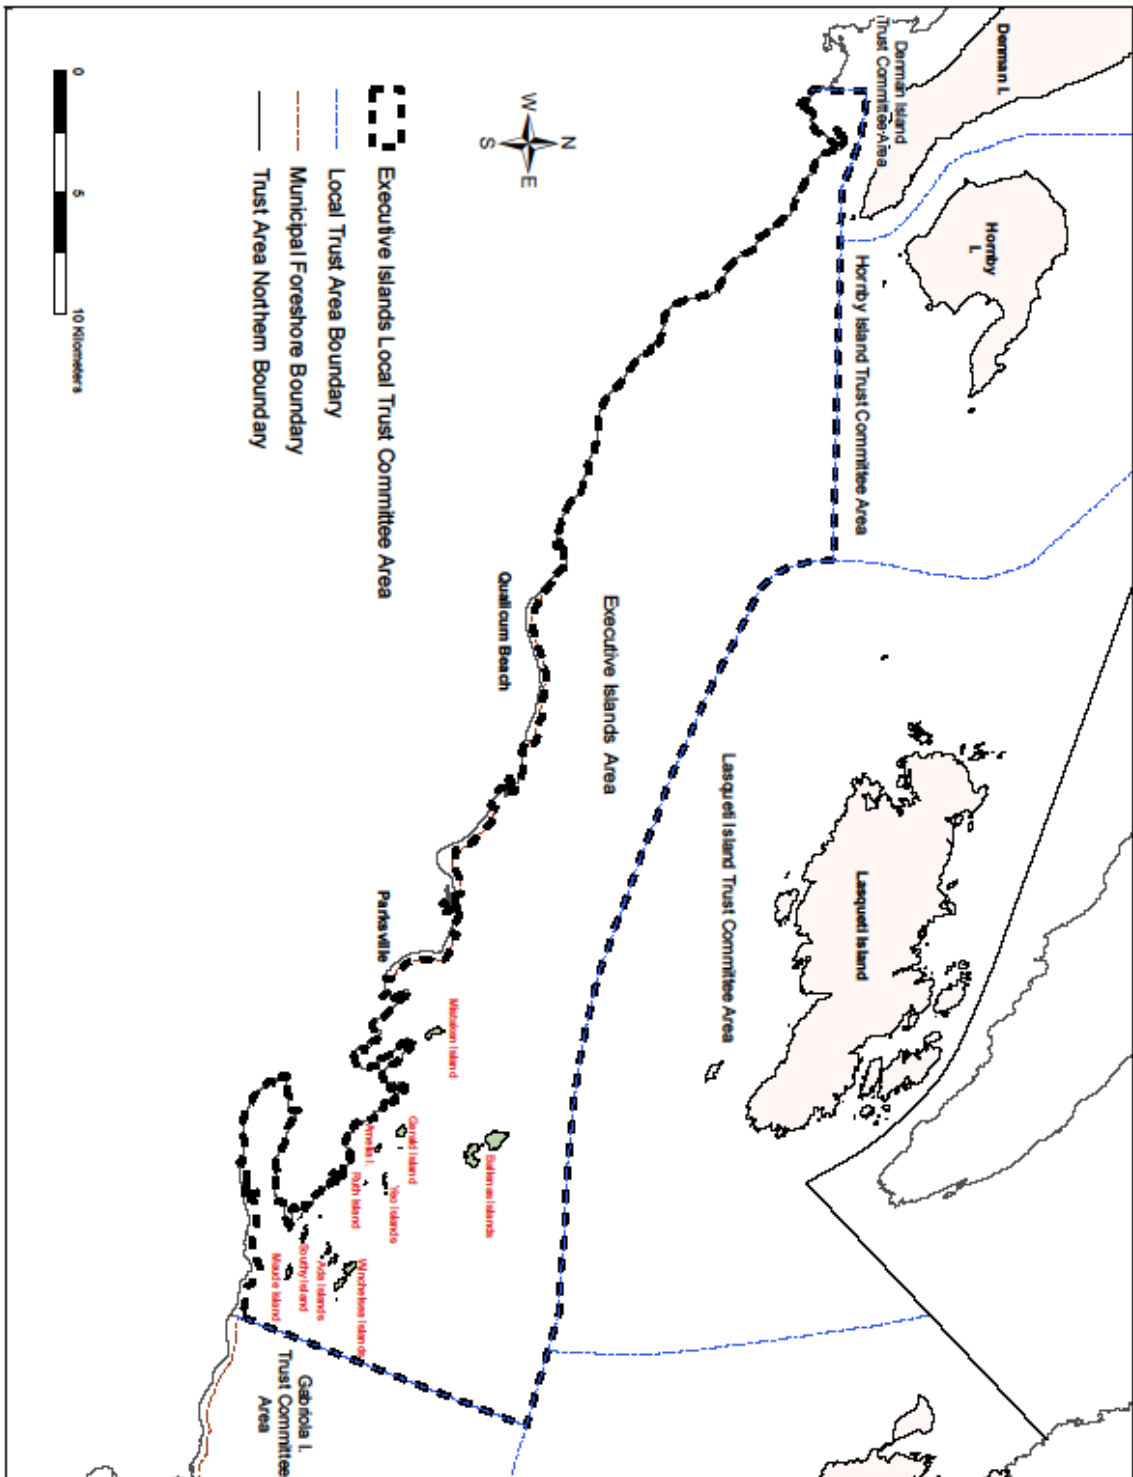 Denman I.
Denman Island
Trust Committee Area
Hornby
I.
Hornby Island Trust Committee Area
Lasqueti Island
Lasqueti Island Trust Committee Area
Executive Islands Area
Qualicum Beach
Parksville
Mistaken Island
Ballenas Islands
Gerald Island
Amelia I.
Yeo Islands
Ruth Island
Winchelsea Islands
Ada Islands
Southy Island
Maude Island
Gabriola I.
Trust Committee
Area
N
W
E
S
Executive Islands Local Trust Committee Area
Local Trust Area Boundary
Municipal Foreshore Boundary
Trust Area Northern Boundary
0
5
10 Kilometers